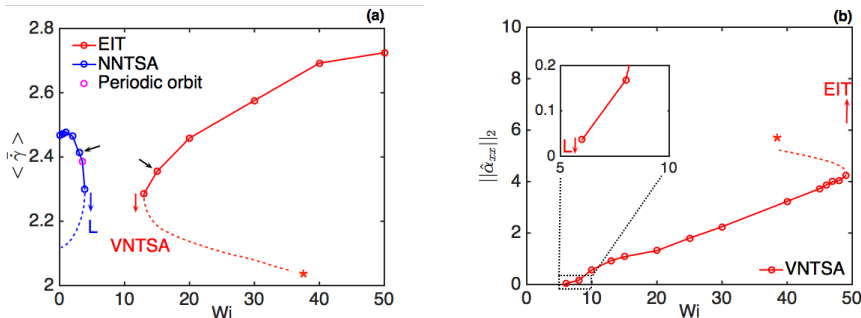 (a)
3
2.8
2.6
2.4
2.2
2
< γ̇̄ >
EIT
NNTSA
Periodic orbit
L
VNTSA
*
0 10 20 30 40 50
Wi
(b)
10
8
6
4
2
0
||α̂xx||2
0.2
0.1
0
L
5 10
EIT
*
VNTSA
0 10 20 30 40 50
Wi